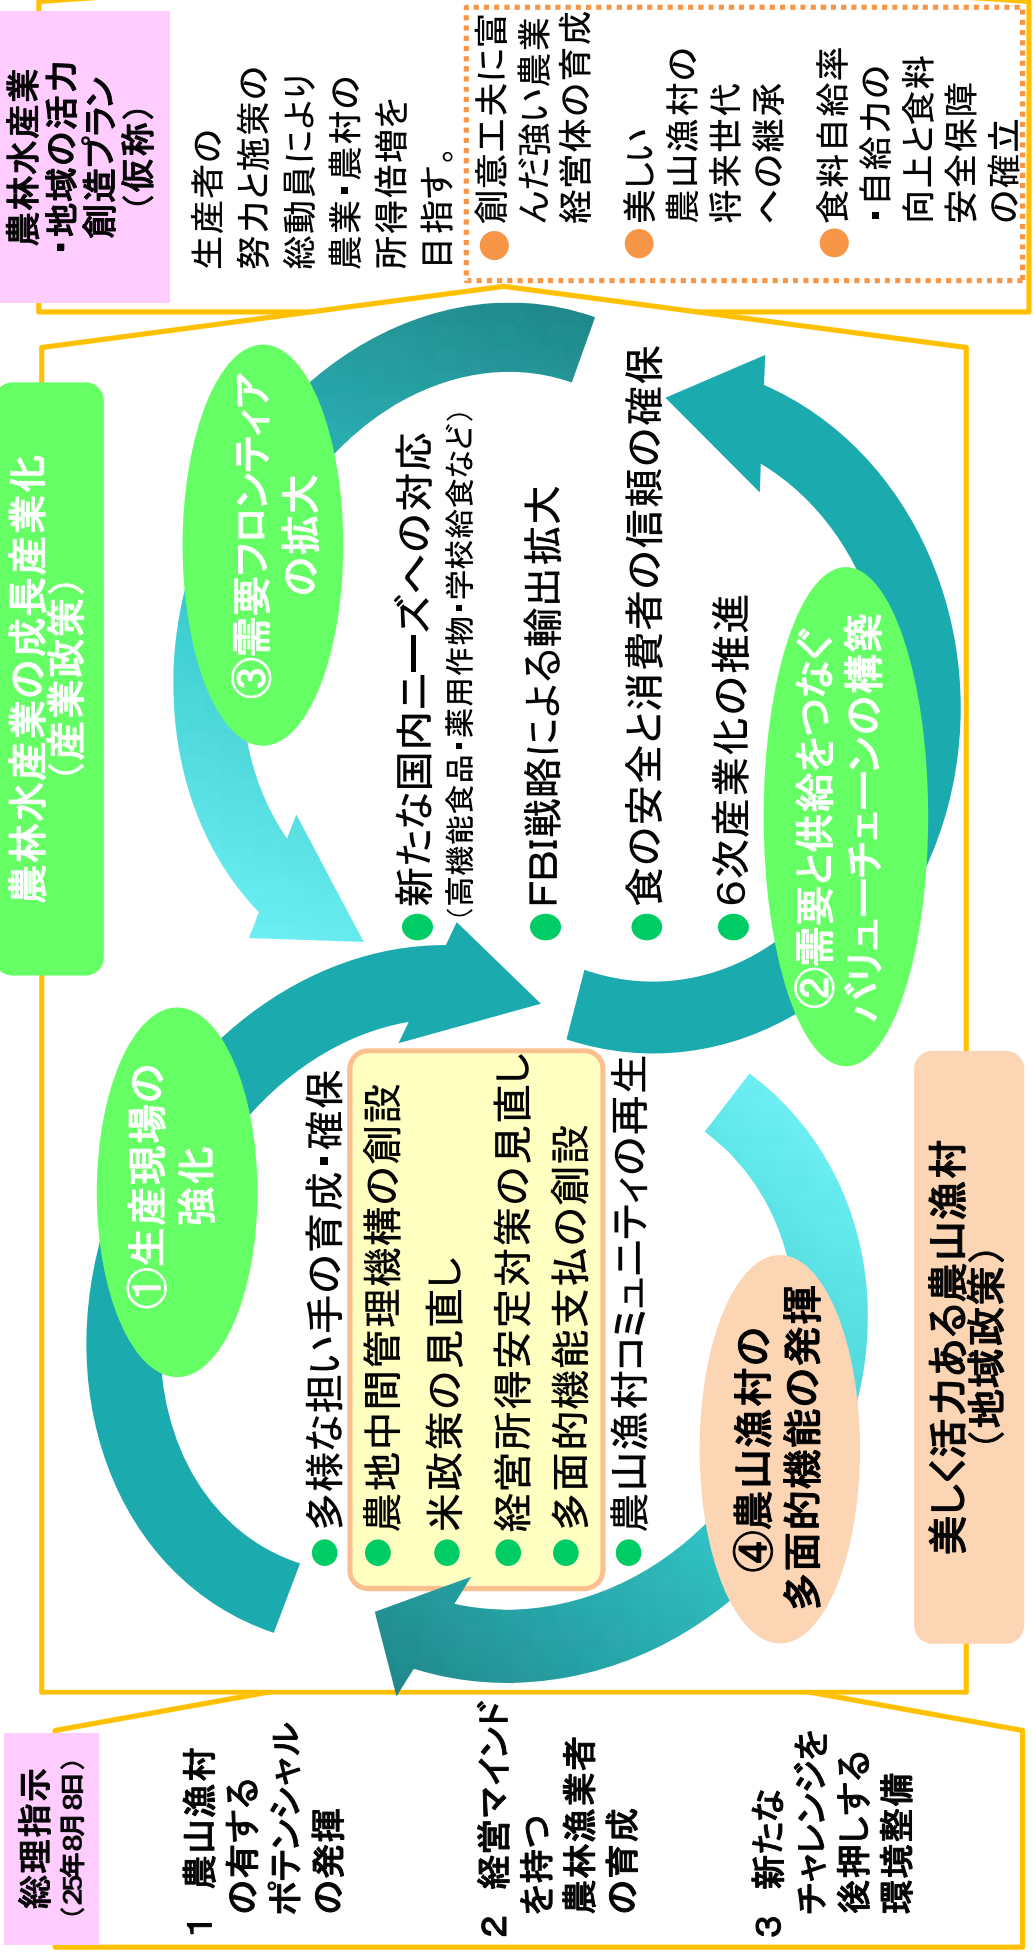 総理指示
（25年8月8日）
1 農山漁村
の有する
ポテンシャル
の発揮
2 経営マインド
を持つ
農林漁業者
の育成
3 新たな
チャレンジを
後押しする
環境整備
農林水産業の成長産業化
（産業政策）
①生産現場の
強化
●多様な担い手の育成・確保
●農地中間管理機構の創設
●米政策の見直し
●経営所得安定対策の見直し
●多面的機能支払の創設
●農山漁村コミュニティの再生
③需要フロンティア
の拡大
●新たな国内ニーズへの対応
（高機能食品・薬用作物・学校給食など）
●FBI戦略による輸出拡大
●食の安全と消費者の信頼の確保
●6次産業化の推進
②需要と供給をつなぐ
バリューチェーンの構築
④農山漁村の
多面的機能の発揮
美しく活力ある農山漁村
（地域政策）
農林水産業
・地域の活力
創造プラン
（仮称）
生産者の
努力と施策の
総動員により
農業・農村の
所得倍増を
目指す。
●創意工夫に富
んだ強い農業
経営体の育成
●美しい
農山漁村の
将来世代
への継承
●食料自給率
・自給力の
向上と食料
安全保障
の確立